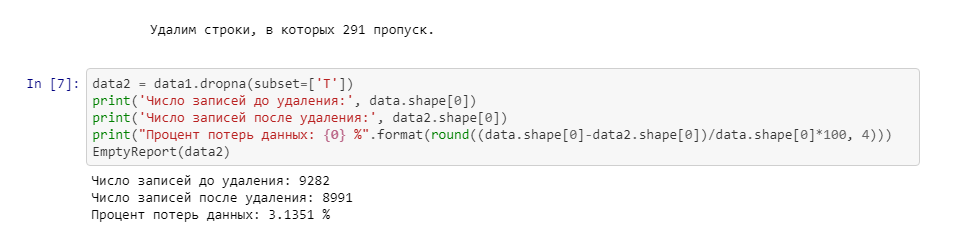 Удалим строки, в которых 291 пропуск.
In [7]: data2 = data1.dropna(subset=['T'])
print('Число записей до удаления:', data.shape[0])
print('Число записей после удаления:', data2.shape[0])
print("Процент потерь данных: {0} %".format(round((data.shape[0]-data2.shape[0])/data.shape[0]*100, 4)))
EmptyReport(data2)
Число записей до удаления: 9282
Число записей после удаления: 8991
Процент потерь данных: 3.1351 %